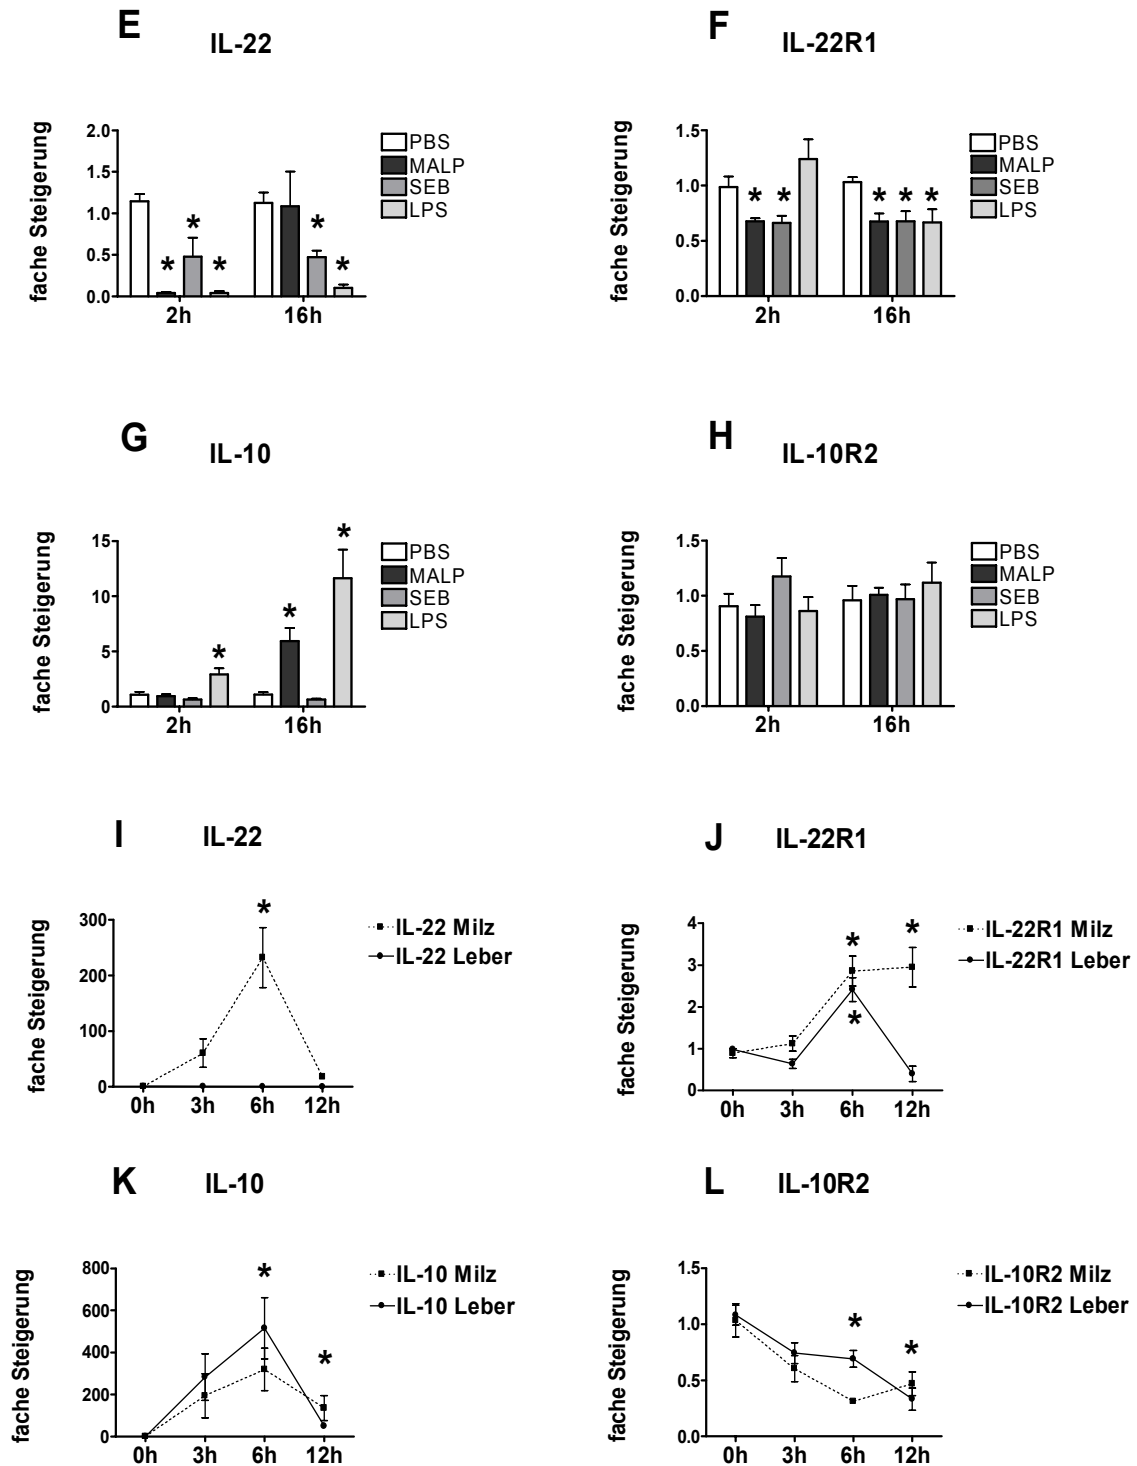 E
IL-22
fache Steigerung
2.0
1.5
1.0
0.5
0.0
* * * * *
2h 16h
PBS
MALP
SEB
LPS
F
IL-22R1
fache Steigerung
1.5
1.0
0.5
0.0
* * * * *
2h 16h
PBS
MALP
SEB
LPS
G
IL-10
fache Steigerung
15
10
5
0
* * *
2h 16h
PBS
MALP
SEB
LPS
H
IL-10R2
fache Steigerung
1.5
1.0
0.5
0.0
2h 16h
PBS
MALP
SEB
LPS
I
IL-22
fache Steigerung
300
200
100
0
*
0h 3h 6h 12h
IL-22 Milz
IL-22 Leber
J
IL-22R1
fache Steigerung
4
3
2
1
0
* * *
0h 3h 6h 12h
IL-22R1 Milz
IL-22R1 Leber
K
IL-10
fache Steigerung
800
600
400
200
0
* *
0h 3h 6h 12h
IL-10 Milz
IL-10 Leber
L
IL-10R2
fache Steigerung
1.5
1.0
0.5
0.0
* *
0h 3h 6h 12h
IL-10R2 Milz
IL-10R2 Leber